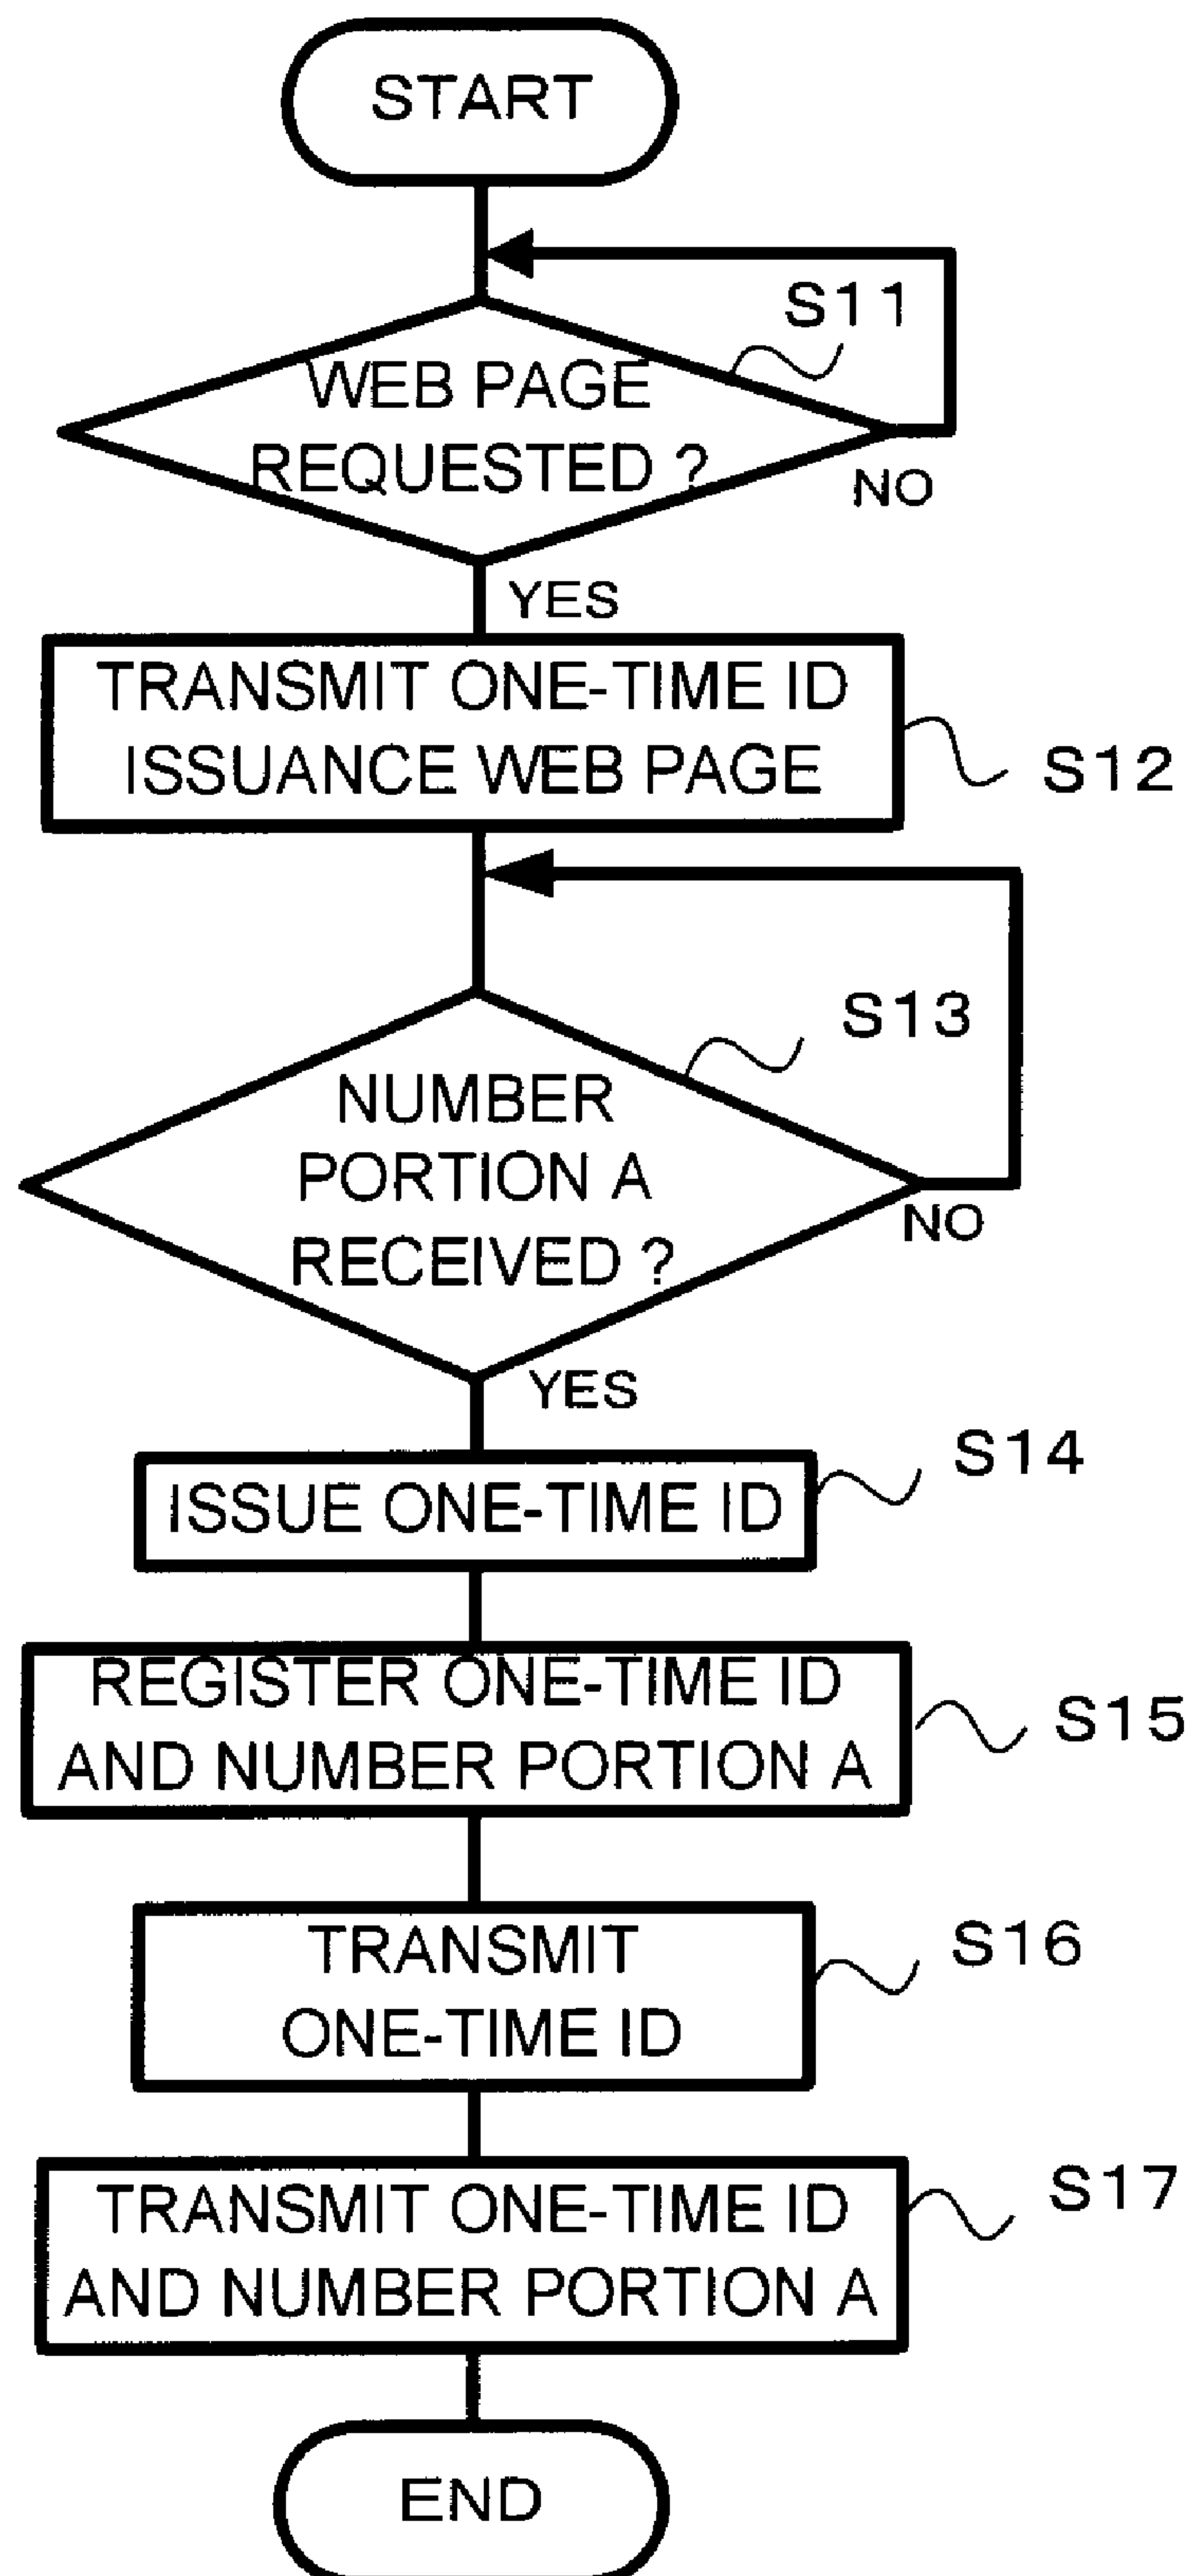 START
S11
WEB PAGE
REQUESTED ?
NO
YES
TRANSMIT ONE-TIME ID
ISSUANCE WEB PAGE
S12
S13
NUMBER
PORTION A
RECEIVED ?
NO
YES
S14
ISSUE ONE-TIME ID
REGISTER ONE-TIME ID
AND NUMBER PORTION A
S15
TRANSMIT
ONE-TIME ID
S16
TRANSMIT ONE-TIME ID
AND NUMBER PORTION A
S17
END